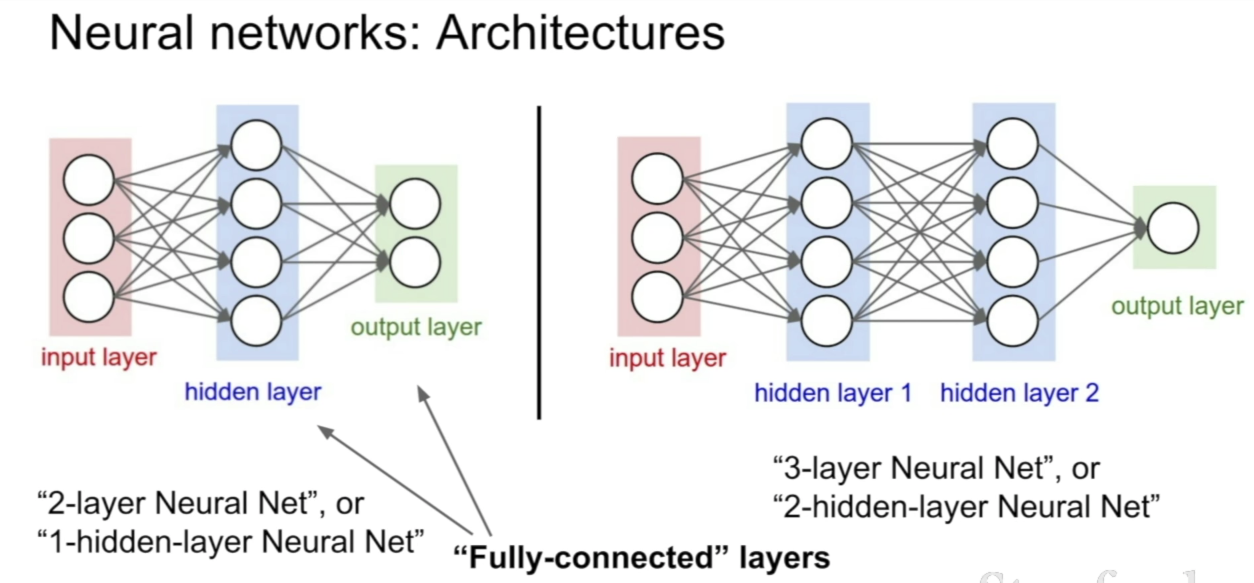 Neural networks: Architectures
input layer
hidden layer
output layer
input layer
hidden layer 1
hidden layer 2
output layer
“2-layer Neural Net”, or
“1-hidden-layer Neural Net”
“3-layer Neural Net”, or
“2-hidden-layer Neural Net”
“Fully-connected” layers